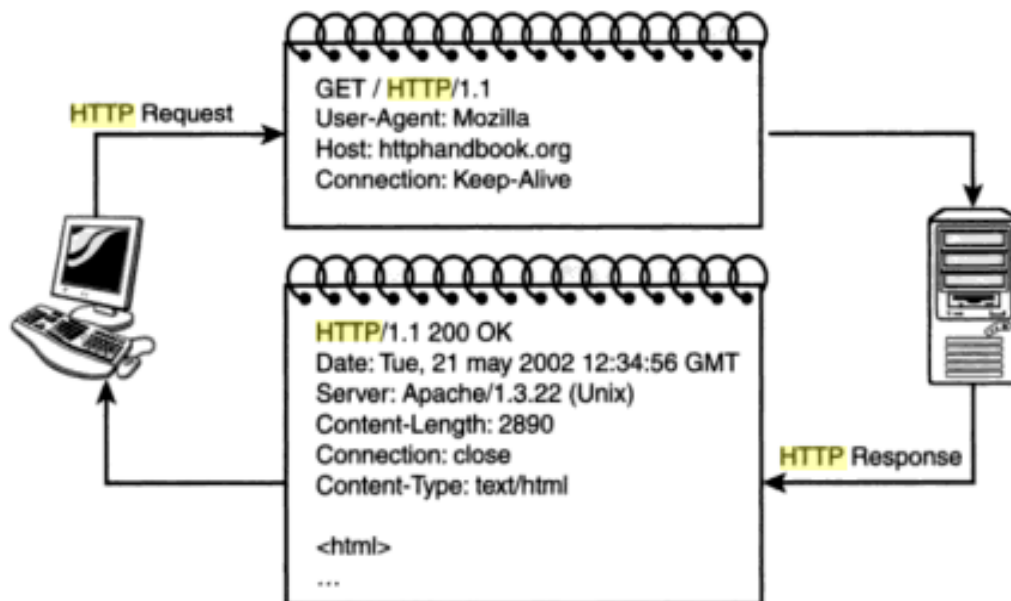 HTTP Request
GET / HTTP/1.1
User-Agent: Mozilla
Host: httphandbook.org
Connection: Keep-Alive
HTTP/1.1 200 OK
Date: Tue, 21 may 2002 12:34:56 GMT
Server: Apache/1.3.22 (Unix)
Content-Length: 2890
Connection: close
Content-Type: text/html
<html>
...
HTTP Response